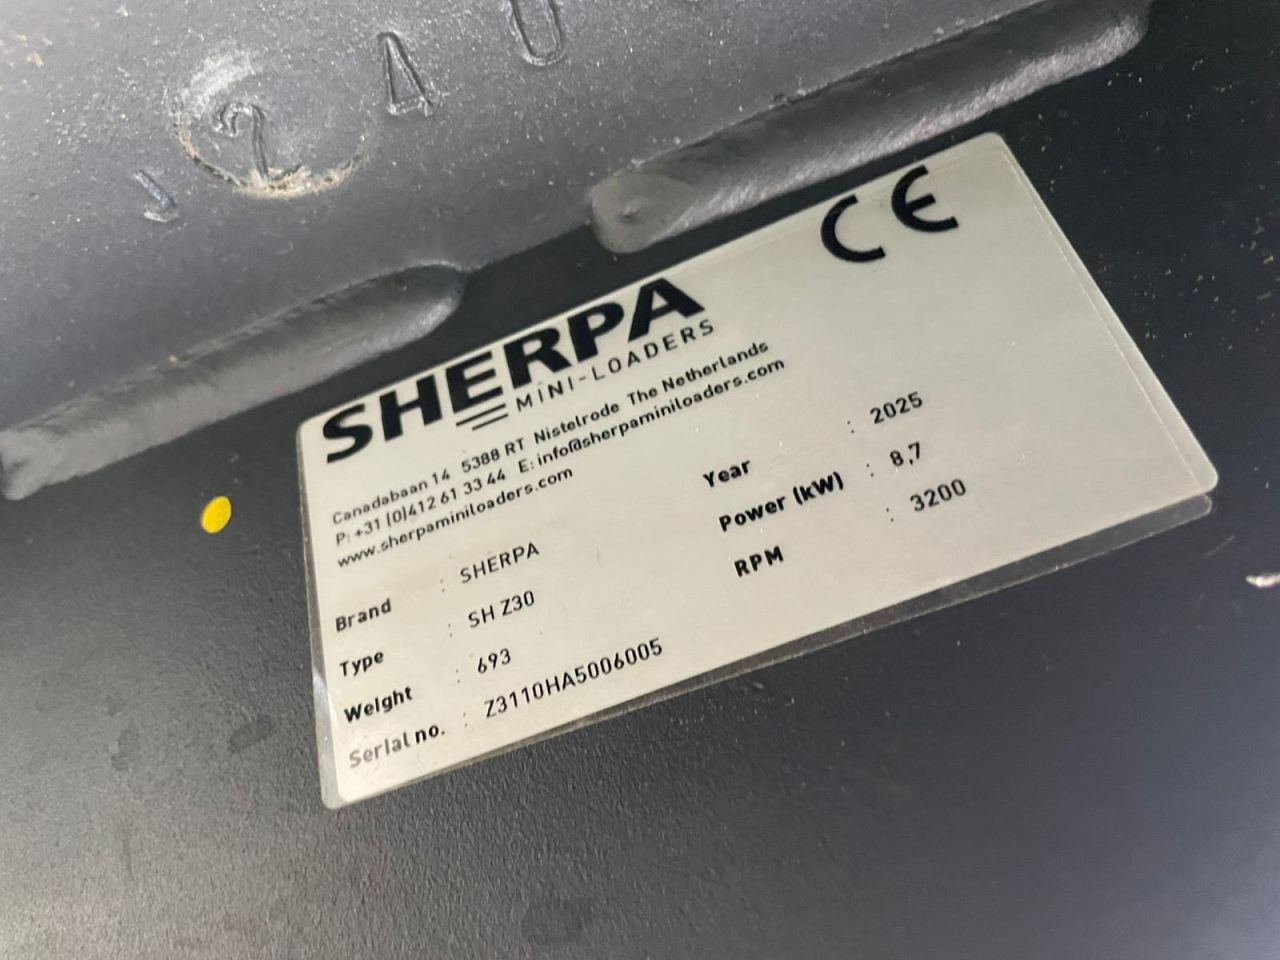 SHERPA
MINI-LOADERS
CE
Canadabaan 14 5388 RT Nistelrode The Netherlands
P: +31 (0)412 61 33 44 E: info@sherpaminiloaders.com
www.sherpaminiloaders.com
Brand : SHERPA
Type : SH Z30
Weight : 693
Serial no. : Z3110HA5006005
Year : 2025
Power (kW) : 8,7
RPM : 3200